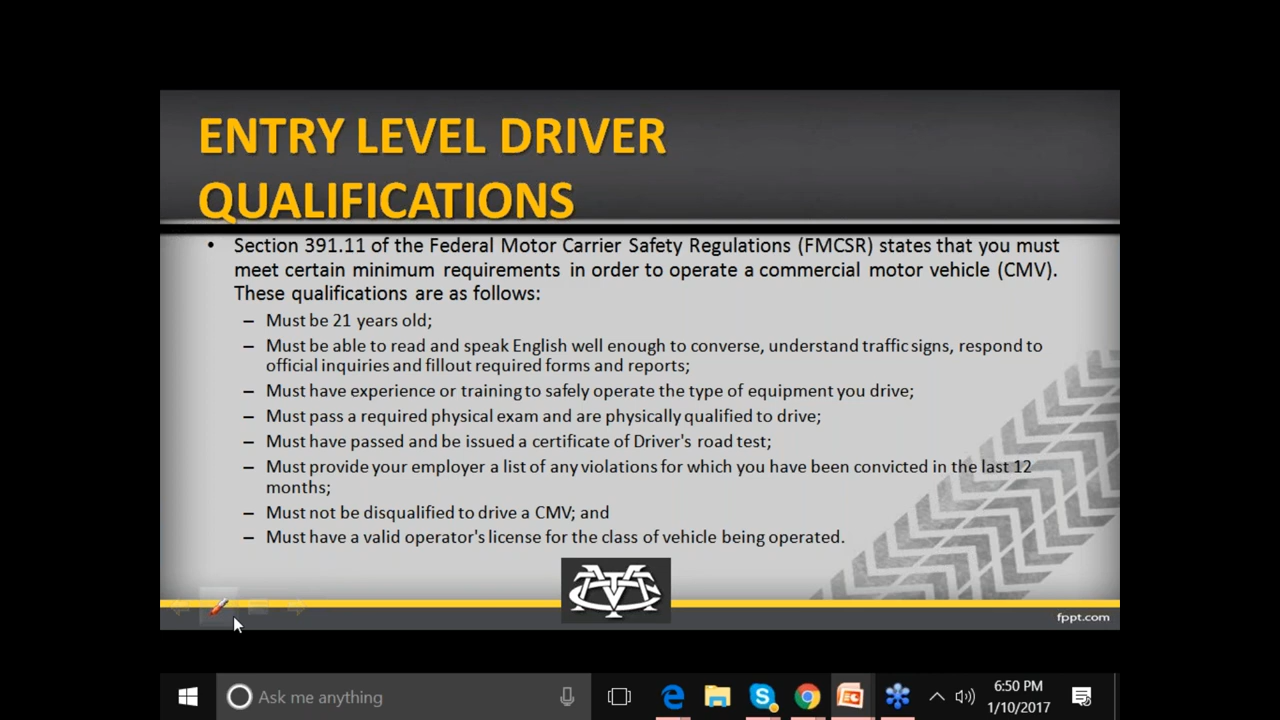 ENTRY LEVEL DRIVER
QUALIFICATIONS
• Section 391.11 of the Federal Motor Carrier Safety Regulations (FMCSR) states that you must
meet certain minimum requirements in order to operate a commercial motor vehicle (CMV).
These qualifications are as follows:
– Must be 21 years old;
– Must be able to read and speak English well enough to converse, understand traffic signs, respond to
official inquiries and fillout required forms and reports;
– Must have experience or training to safely operate the type of equipment you drive;
– Must pass a required physical exam and are physically qualified to drive;
– Must have passed and be issued a certificate of Driver's road test;
– Must provide your employer a list of any violations for which you have been convicted in the last 12
months;
– Must not be disqualified to drive a CMV; and
– Must have a valid operator's license for the class of vehicle being operated.
fppt.com
Ask me anything
6:50 PM
1/10/2017